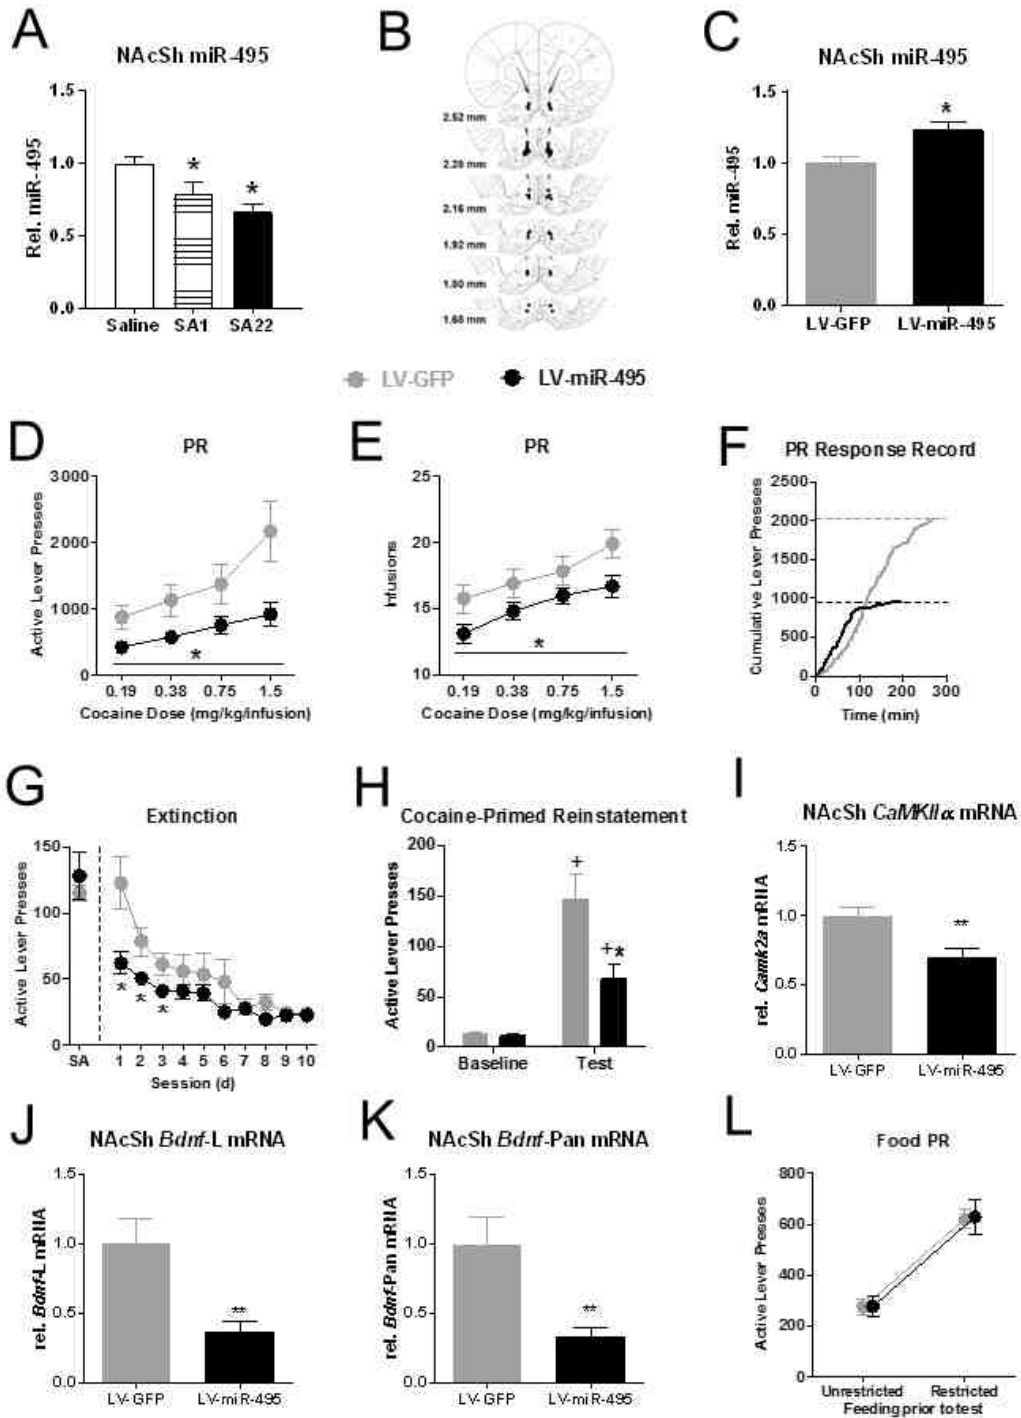 A
NAcSh miR-495
Rel. miR-495
1.5
1.0
0.5
0.0
*
*
Saline SA1 SA22
B
2.52 mm
2.28 mm
2.16 mm
1.92 mm
1.80 mm
1.68 mm
C
NAcSh miR-495
Rel. miR-495
1.5
1.0
0.5
0.0
*
LV-GFP LV-miR-495
LV-GFP LV-miR-495
D
PR
Active Lever Presses
3000
2000
1000
0
*
0.19 0.38 0.75 1.5
Cocaine Dose (mg/kg/infusion)
E
PR
Infusions
25
20
15
10
*
0.19 0.38 0.75 1.5
Cocaine Dose (mg/kg/infusion)
F
PR Response Record
Cumulative Lever Presses
2500
2000
1500
1000
500
0
0 100 200 300
Time (min)
G
Extinction
Active Lever Presses
150
100
50
0
* * *
SA 1 2 3 4 5 6 7 8 9 10
Session (d)
H
Cocaine-Primed Reinstatement
Active Lever Presses
200
150
100
50
0
+
+*
Baseline Test
I
NAcSh CaMKIIα mRNA
rel. Camk2a mRNA
1.5
1.0
0.5
0.0
**
LV-GFP LV-miR-495
J
NAcSh Bdnf-L mRNA
rel. Bdnf-L mRNA
1.5
1.0
0.5
0.0
**
LV-GFP LV-miR-495
K
NAcSh Bdnf-Pan mRNA
rel. Bdnf-Pan mRNA
1.5
1.0
0.5
0.0
**
LV-GFP LV-miR-495
L
Food PR
Active Lever Presses
800
600
400
200
0
Unrestricted Restricted
Feeding prior to test